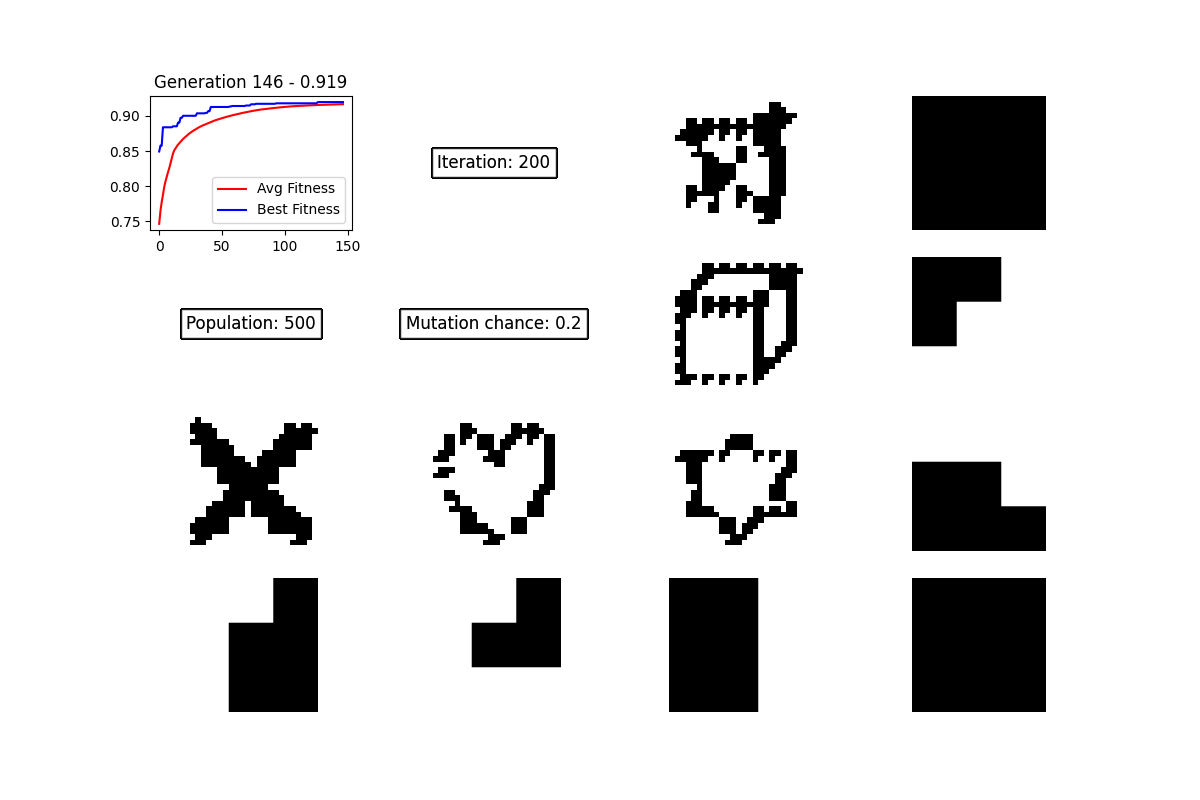 Generation 146 - 0.919
0.90
0.85
0.80
0.75
Avg Fitness
Best Fitness
0 50 100 150
Iteration: 200
Population: 500
Mutation chance: 0.2